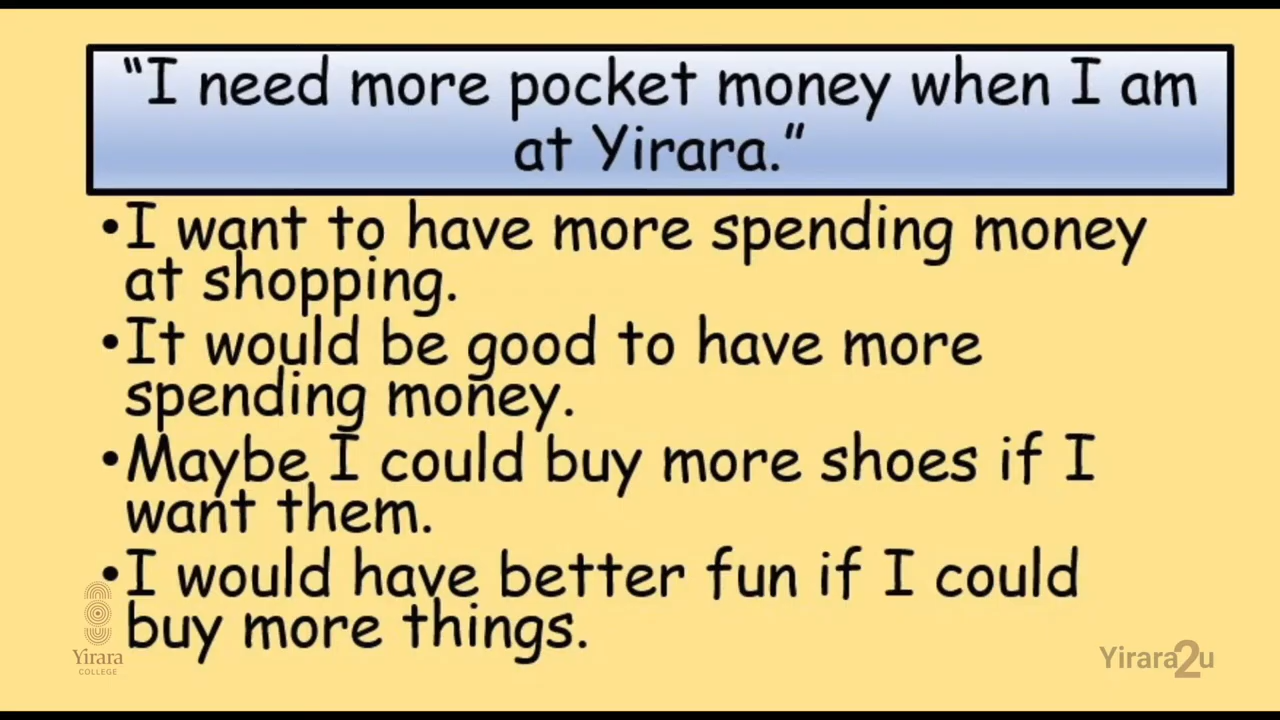 “I need more pocket money when I am
at Yirara.”
•I want to have more spending money
at shopping.
•It would be good to have more
spending money.
•Maybe I could buy more shoes if I
want them.
•I would have better fun if I could
buy more things.
Yirara
COLLEGE
Yirara2u